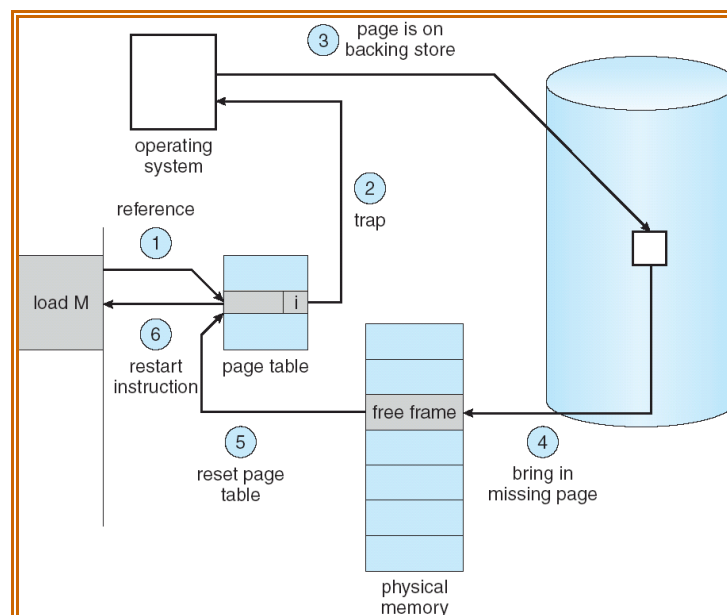 3
page is on
backing store
operating
system
reference
2
trap
1
load M
i
6
restart
instruction
page table
free frame
5
reset page
table
4
bring in
missing page
physical
memory